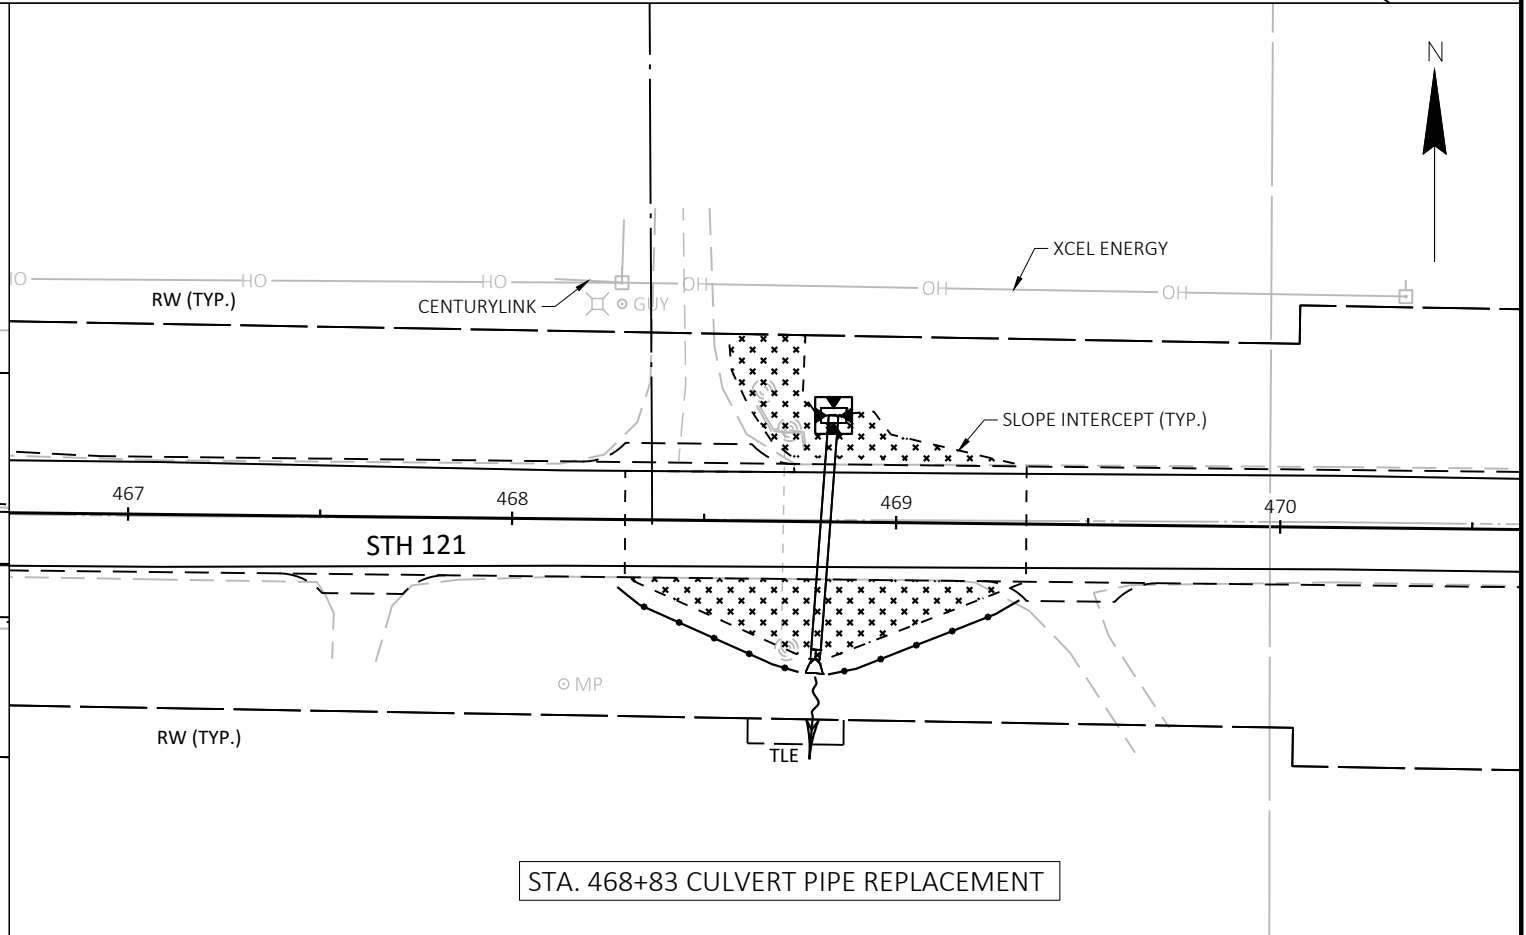 N
XCEL ENERGY
HO
HO
HO
OH
OH
OH
RW (TYP.)
CENTURYLINK
GUY
SLOPE INTERCEPT (TYP.)
467
468
469
470
STH 121
MP
RW (TYP.)
TLE
STA. 468+83 CULVERT PIPE REPLACEMENT